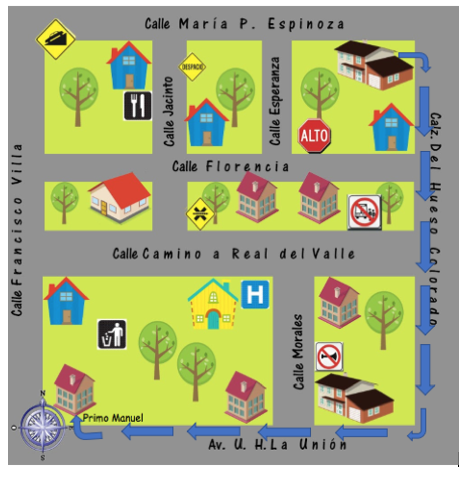 Calle María P. Espinoza
DESPACIO
Calle Jacinto
Calle Esperanza
ALTO
Calz. Del Hueso Colorado
Calle Florencia
Calle Francisco Villa
Calle Camino a Real del Valle
H
Calle Morales
N
Primo Manuel
O
S
Av. U. H. La Unión